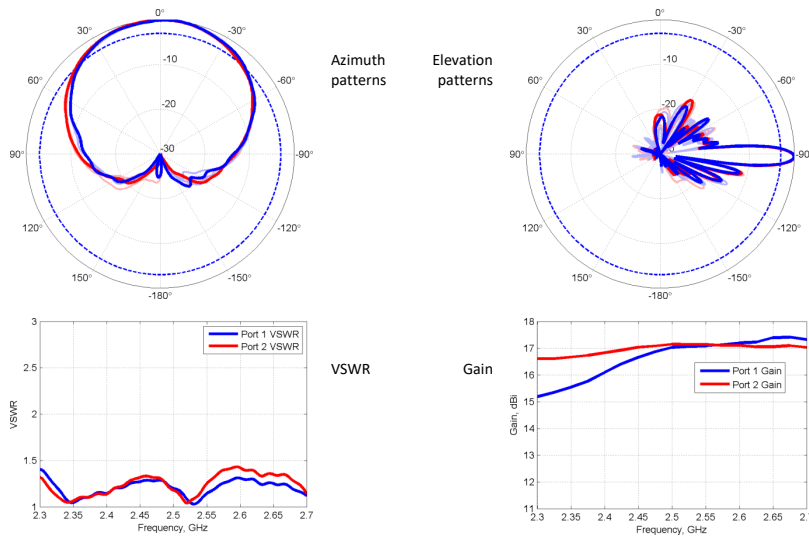 0°
30°
-30°
60°
-60°
90°
-90°
120°
-120°
150°
-150°
-180°
-10
-20
-30
Azimuth
patterns
Elevation
patterns
0°
30°
-30°
60°
-60°
90°
-90
120°
-120°
150°
-150°
-180°
-10
-20
3
2.5
2
1.5
1
VSWR
Port 1 VSWR
Port 2 VSWR
2.3 2.35 2.4 2.45 2.5 2.55 2.6 2.65 2.7
Frequency, GHz
VSWR
Gain
18
17
16
15
14
13
12
11
Gain, dBi
Port 1 Gain
Port 2 Gain
2.3 2.35 2.4 2.45 2.5 2.55 2.6 2.65 2.7
Frequency, GHz